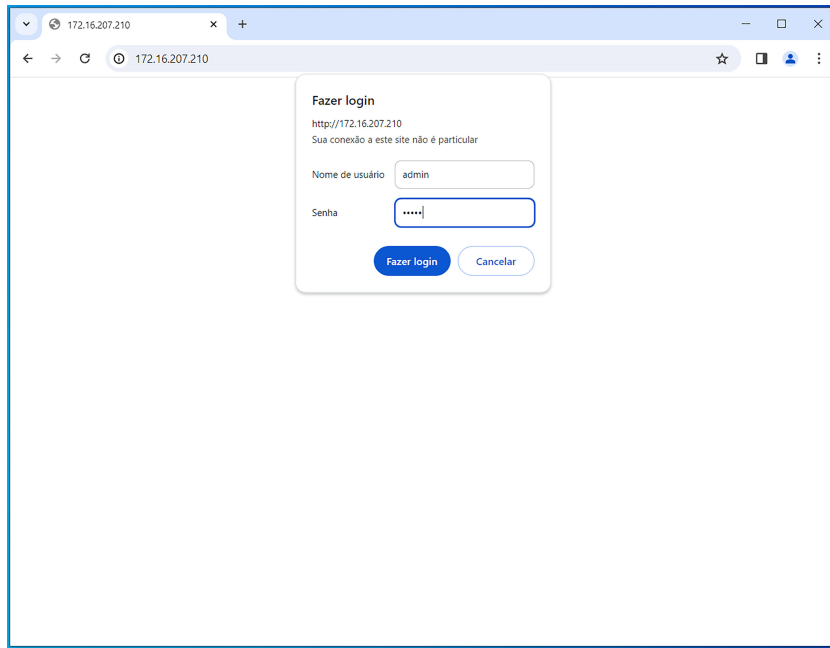 172.16.207.210
172.16.207.210
Fazer login
http://172.16.207.210
Sua conexão a este site não é particular
Nome de usuário admin
Senha •••••
Fazer login Cancelar